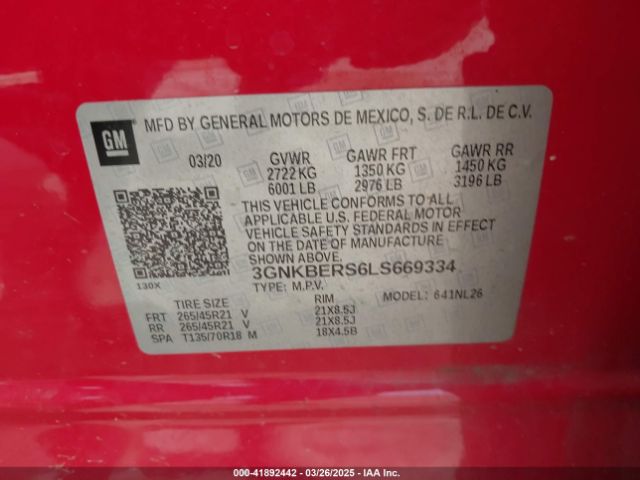 GM
MFD BY GENERAL MOTORS DE MEXICO, S. DE R.L. DE C.V.
03/20 GVWR GAWR FRT GAWR RR
2722 KG 1350 KG 1450 KG
6001 LB 2976 LB 3196 LB
THIS VEHICLE CONFORMS TO ALL
APPLICABLE U.S. FEDERAL MOTOR
VEHICLE SAFETY STANDARDS IN
EFFECT ON THE DATE OF MANUFACTURE
SHOWN ABOVE.
3GNKBERS6LS669334
130X TYPE: M.P.V. MODEL: 641NL26
TIRE SIZE RIM
FRT 265/45R21 V 21X8.5J
RR 265/45R21 V 21X8.5J
SPA T135/70R18 M 18X4.5B
000-41892442 - 03/26/2025 - IAAI.COM